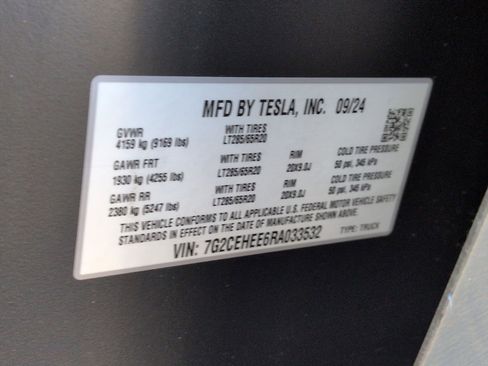 MFD BY TESLA, INC. 09/24
GVWR WITH TIRES COLD TIRE PRESSURE
4159 kg (9169 lbs) LT285/65R20 RIM 50 psi, 345 kPa
GAWR FRT WITH TIRES 20X9.0J COLD TIRE PRESSURE
1930 kg (4255 lbs) LT285/65R20 RIM 50 psi, 345 kPa
GAWR RR WITH TIRES 20X9.0J
2380 kg (5247 lbs) LT285/65R20
THIS VEHICLE CONFORMS TO ALL APPLICABLE U.S. FEDERAL MOTOR VEHICLE SAFETY
STANDARDS IN EFFECT ON THE DATE OF MANUFACTURE SHOWN ABOVE.
VIN: 7G2CEHEE6RA033532 TYPE: TRUCK